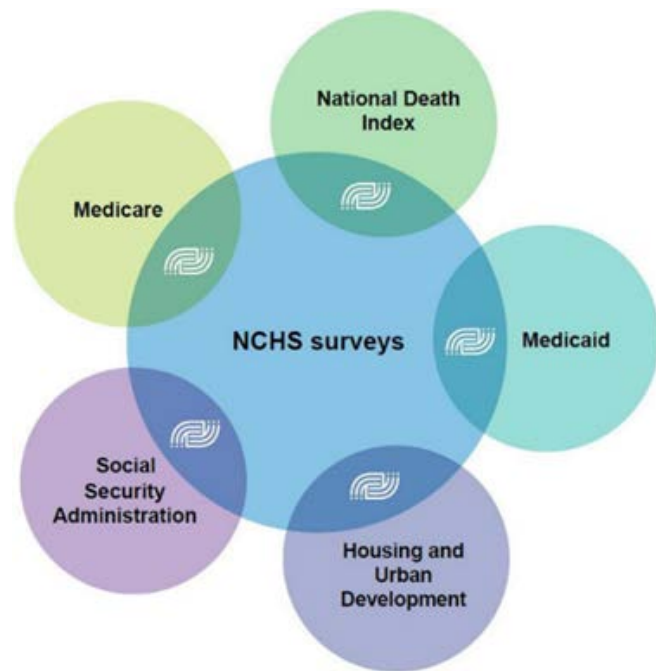 National Death
Index
Medicare
NCHS surveys
Medicaid
Social
Security
Administration
Housing and
Urban
Development